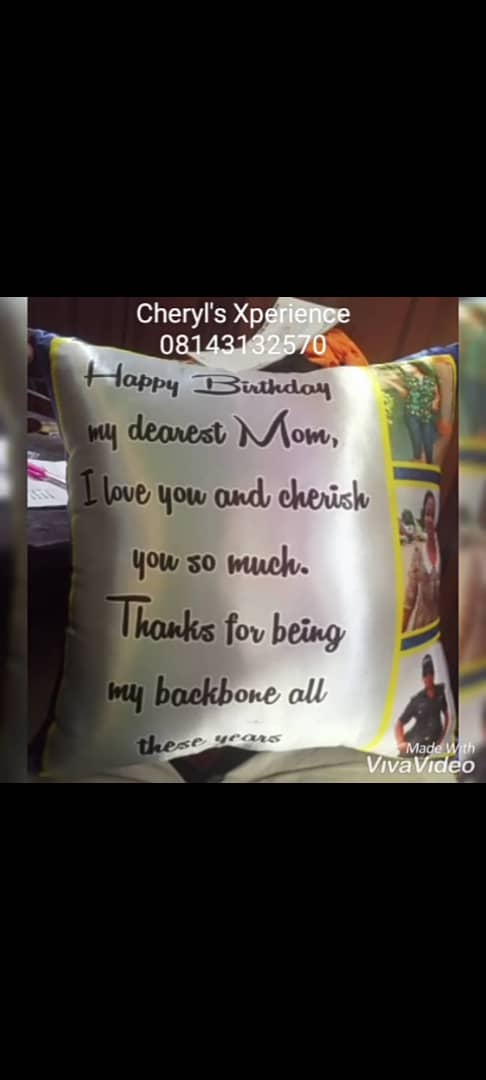 Cheryl's Xperience
08143132570
Happy Birthday
my dearest Mom,
I love you and cherish
you so much.
Thanks for being
my backbone all
these years
Made With
VivaVideo